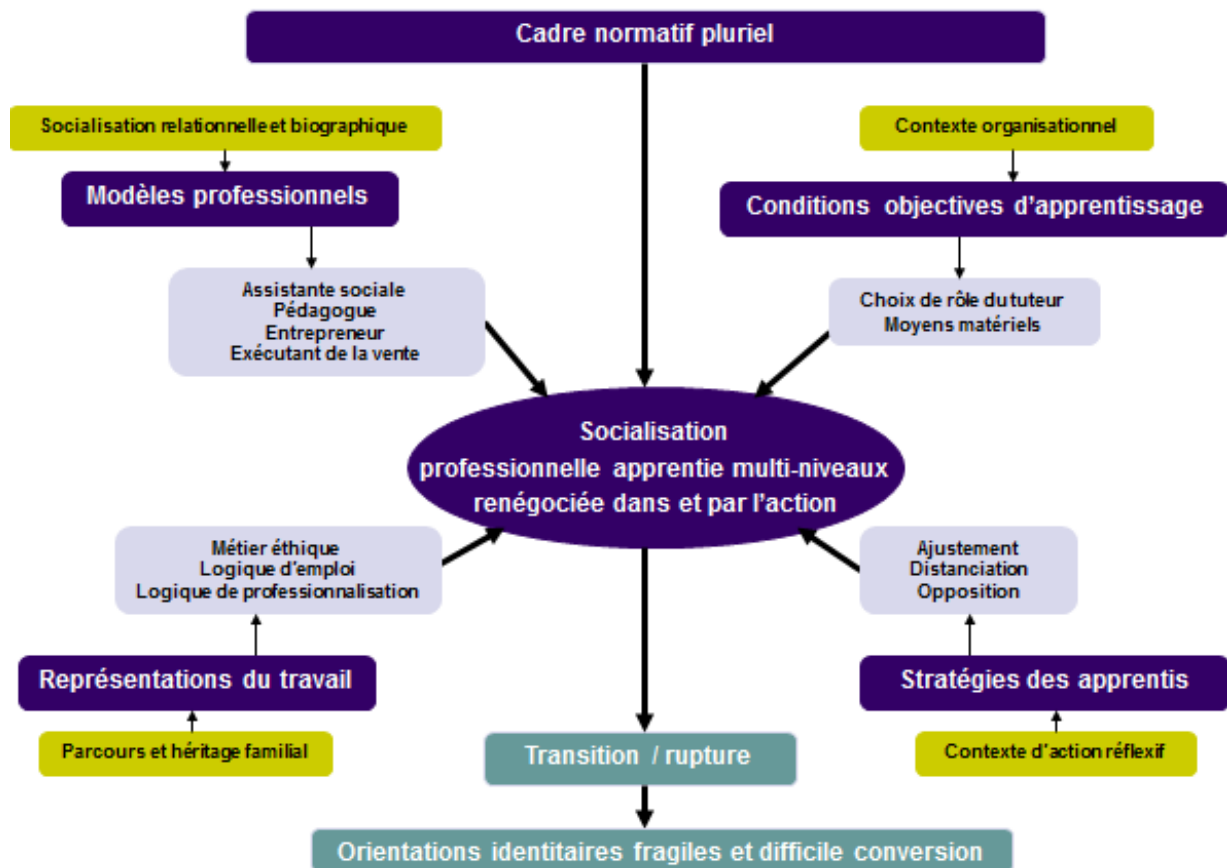 Cadre normatif pluriel
Socialisation relationnelle et biographique
Contexte organisationnel
Modèles professionnels
Conditions objectives d'apprentissage
Assistante sociale
Pédagogue
Entrepreneur
Exécutant de la vente
Choix de rôle du tuteur
Moyens matériels
Socialisation
professionnelle apprentie multi-niveaux
renégociée dans et par l'action
Métier éthique
Logique d'emploi
Logique de professionnalisation
Ajustement
Distanciation
Opposition
Représentations du travail
Stratégies des apprentis
Parcours et héritage familial
Transition / rupture
Contexte d'action réflexif
Orientations identitaires fragiles et difficile conversion